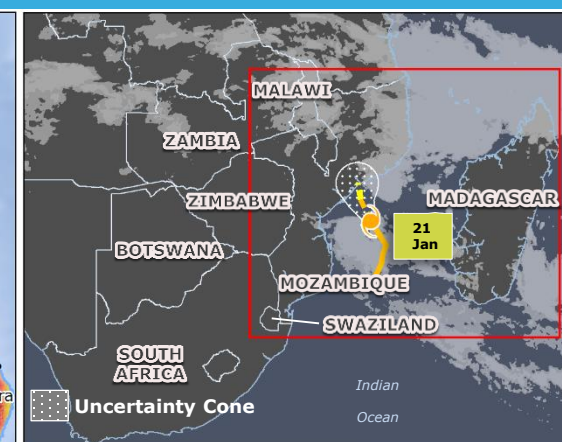 MALAWI
ZAMBIA
ZIMBABWE
MADAGASCAR
21
Jan
BOTSWANA
MOZAMBIQUE
SWAZILAND
SOUTH
AFRICA
Indian
Ocean
Uncertainty Cone